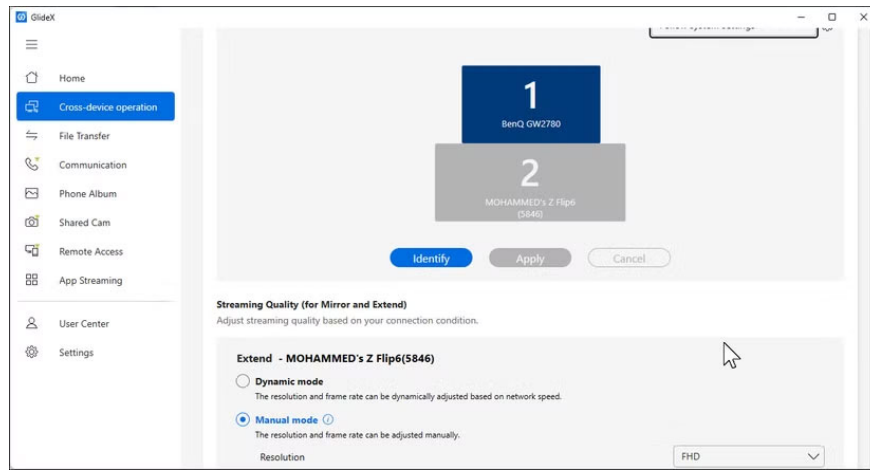 GlideX
Home
Cross-device operation
File Transfer
Communication
Phone Album
Shared Cam
Remote Access
App Streaming
User Center
Settings
1
BenQ GW2780
2
MOHAMMED's Z Flip6
(5846)
Identify
Apply
Cancel
Streaming Quality (for Mirror and Extend)
Adjust streaming quality based on your connection condition.
Extend - MOHAMMED's Z Flip6(5846)
Dynamic mode
The resolution and frame rate can be dynamically adjusted based on network speed.
Manual mode
The resolution and frame rate can be adjusted manually.
Resolution
FHD